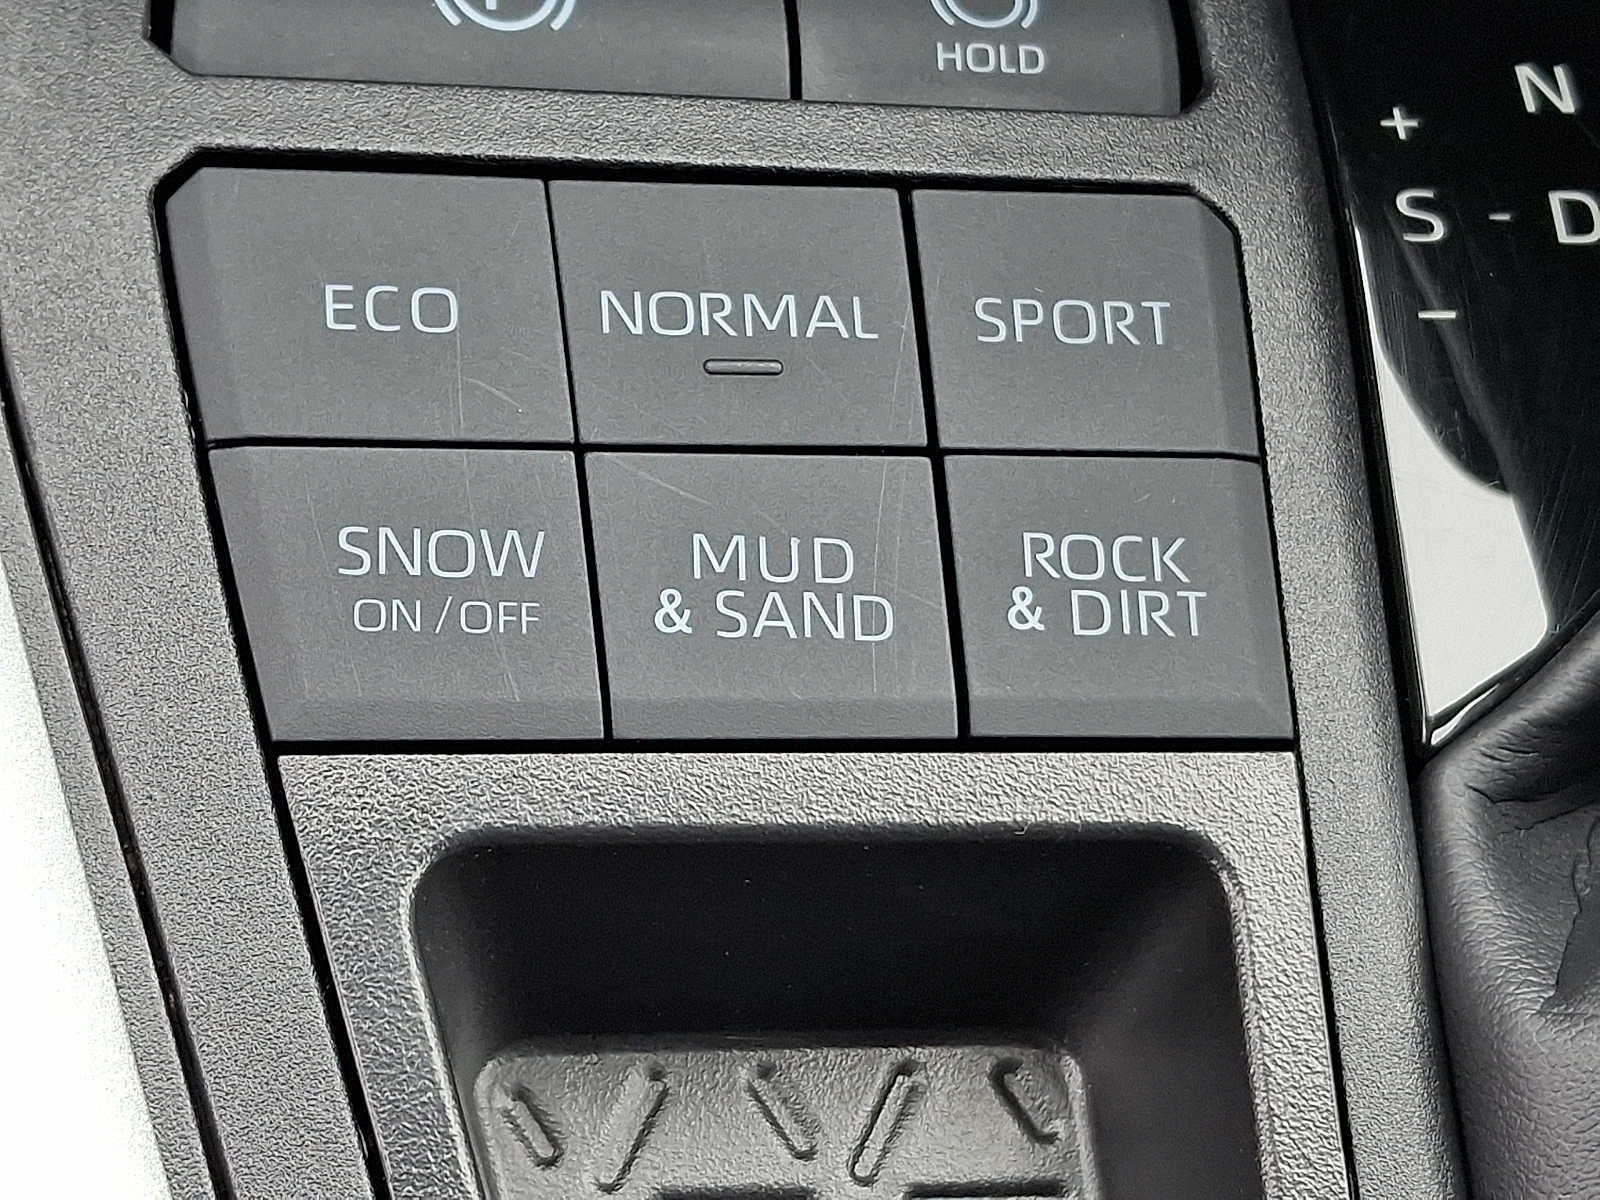 HOLD
N
+
S - D
−
ECO NORMAL SPORT
SNOW
ON / OFF
MUD
& SAND
ROCK
& DIRT